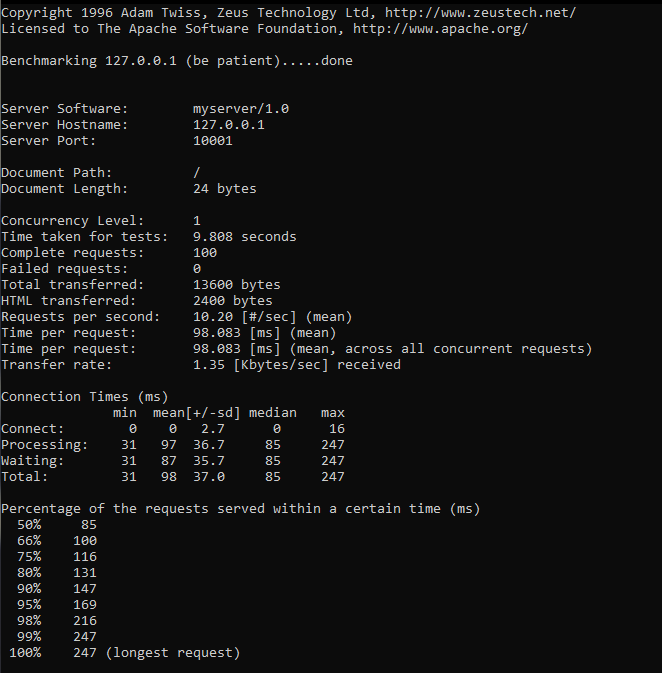 Copyright 1996 Adam Twiss, Zeus Technology Ltd, http://www.zeustech.net/
Licensed to The Apache Software Foundation, http://www.apache.org/

Benchmarking 127.0.0.1 (be patient).....done


Server Software:        myserver/1.0
Server Hostname:        127.0.0.1
Server Port:            10001

Document Path:          /
Document Length:        24 bytes

Concurrency Level:      1
Time taken for tests:   9.808 seconds
Complete requests:      100
Failed requests:        0
Total transferred:      13600 bytes
HTML transferred:       2400 bytes
Requests per second:    10.20 [#/sec] (mean)
Time per request:       98.083 [ms] (mean)
Time per request:       98.083 [ms] (mean, across all concurrent requests)
Transfer rate:          1.35 [Kbytes/sec] received

Connection Times (ms)
              min  mean[+/-sd] median   max
Connect:        0    0   2.7      0      16
Processing:    31   97  36.7     85     247
Waiting:       31   87  35.7     85     247
Total:         31   98  37.0     85     247

Percentage of the requests served within a certain time (ms)
  50%     85
  66%    100
  75%    116
  80%    131
  90%    147
  95%    169
  98%    216
  99%    247
 100%    247 (longest request)